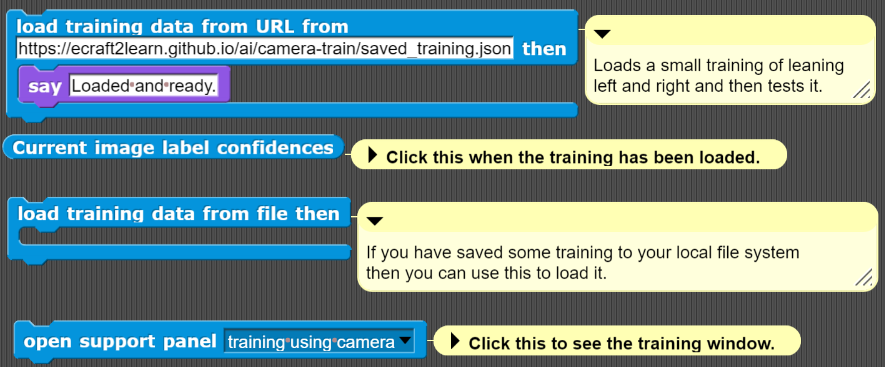 load training data from URL from
https://ecraft2learn.github.io/ai/camera-train/saved_training.json then
say Loaded and ready.
Loads a small training of leaning
left and right and then tests it.
Current image label confidences
Click this when the training has been loaded.
load training data from file then
If you have saved some training to your local file system
then you can use this to load it.
open support panel training using camera
Click this to see the training window.